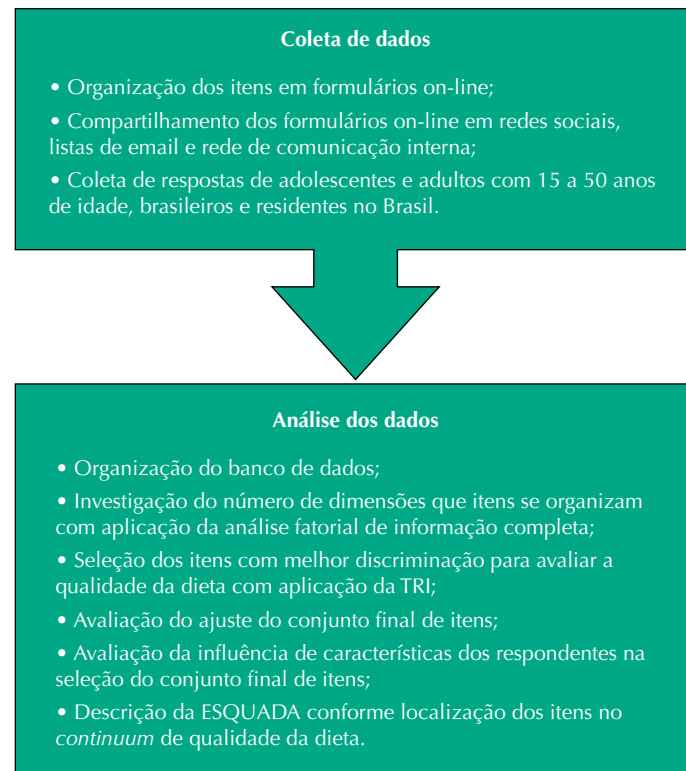 Coleta de dados
• Organização dos itens em formulários on-line;
• Compartilhamento dos formulários on-line em redes sociais,
listas de email e rede de comunicação interna;
• Coleta de respostas de adolescentes e adultos com 15 a 50 anos
de idade, brasileiros e residentes no Brasil.
Análise dos dados
• Organização do banco de dados;
• Investigação do número de dimensões que itens se organizam
com aplicação da análise fatorial de informação completa;
• Seleção dos itens com melhor discriminação para avaliar a
qualidade da dieta com aplicação da TRI;
• Avaliação do ajuste do conjunto final de itens;
• Avaliação da influência de características dos respondentes na
seleção do conjunto final de itens;
• Descrição da ESQUADA conforme localização dos itens no
continuum de qualidade da dieta.